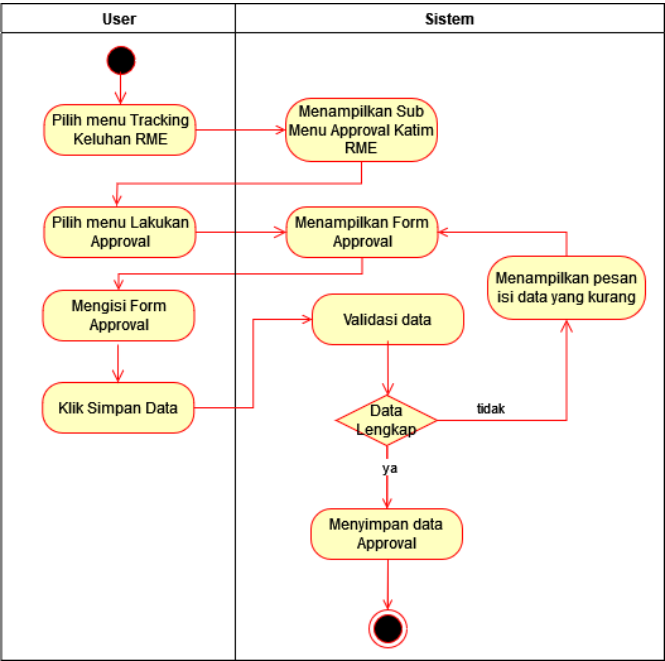 User
Sistem
Pilih menu Tracking
Keluhan RME
Menampilkan Sub
Menu Approval Katim
RME
Pilih menu Lakukan
Approval
Menampilkan Form
Approval
Menampilkan pesan
isi data yang kurang
Mengisi Form
Approval
Validasi data
Klik Simpan Data
Data
Lengkap
tidak
ya
Menyimpan data
Approval